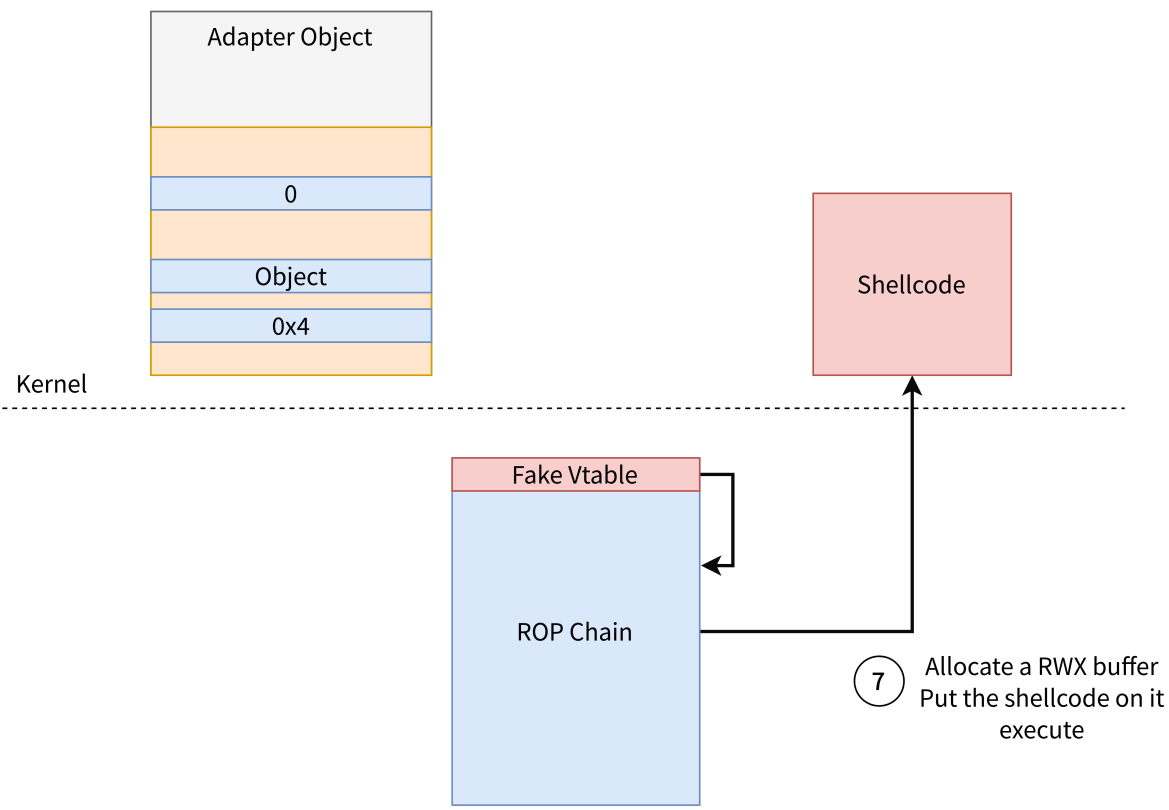 Adapter Object
0
Object
0x4
Shellcode
Kernel
Fake Vtable
ROP Chain
7
Allocate a RWX buffer
Put the shellcode on it
execute